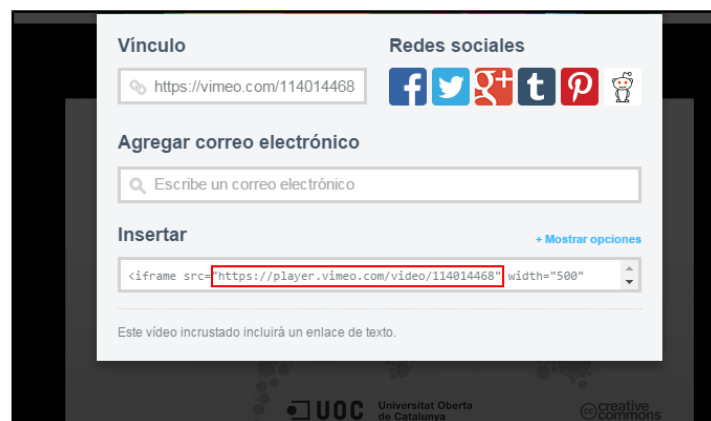 Vínculo
Redes sociales
https://vimeo.com/114014468
Agregar correo electrónico
Escribe un correo electrónico
Insertar
+ Mostrar opciones
<iframe src="https://player.vimeo.com/video/114014468" width="500"
Este vídeo incrustado incluirá un enlace de texto.
UOC
Universitat Oberta
de Catalunya
cc creative
commons